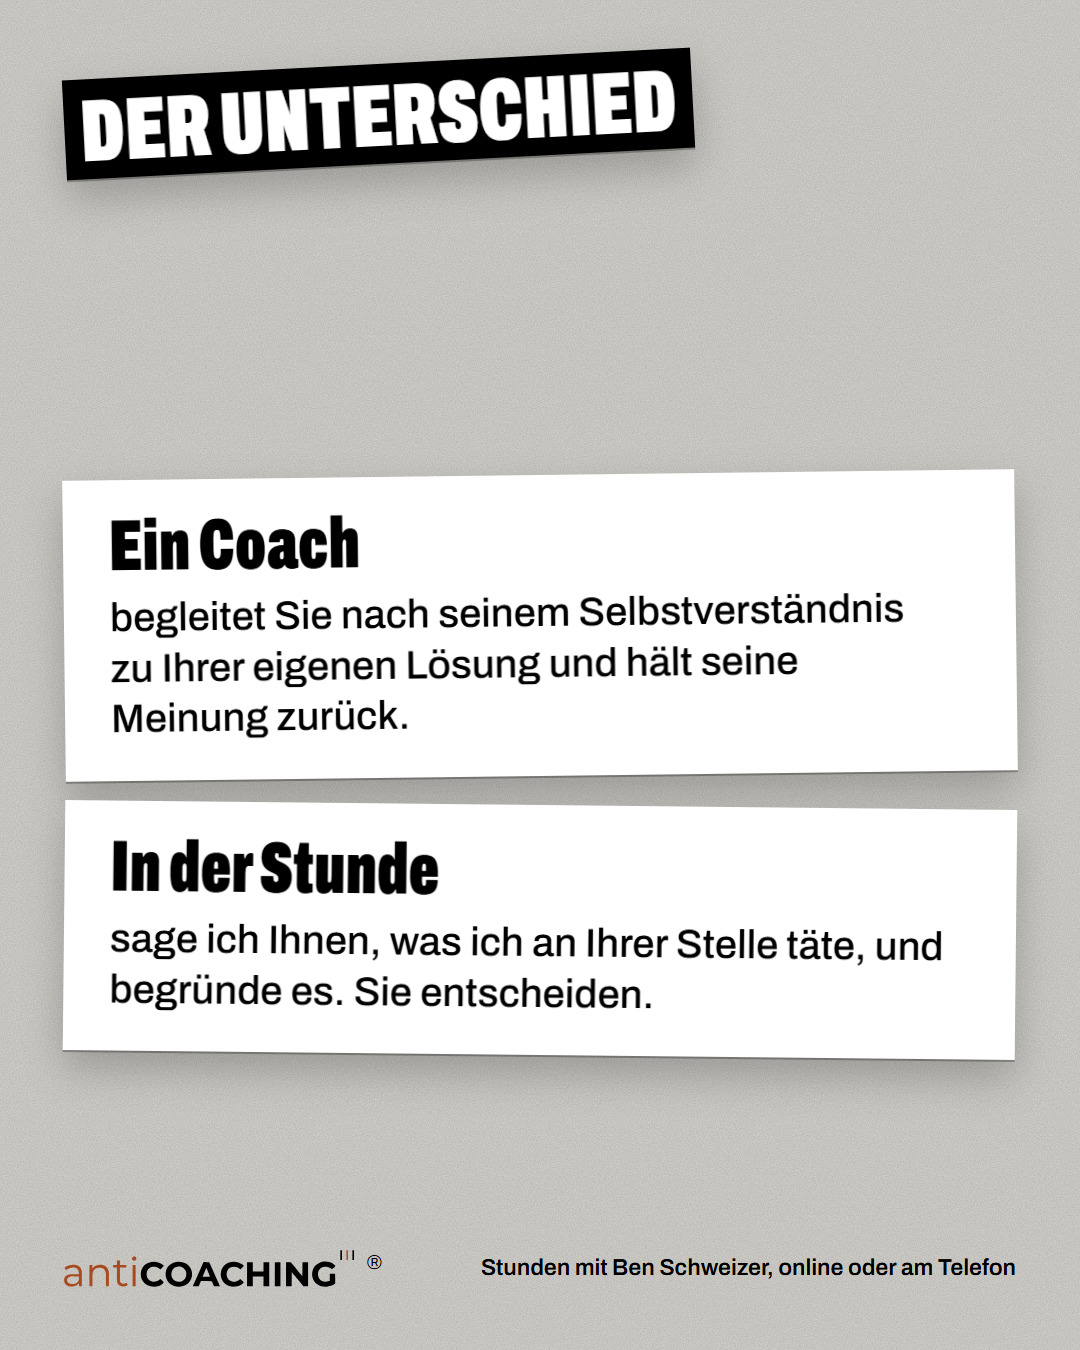 DER UNTERSCHIED
Ein Coach
begleitet Sie nach seinem Selbstverständnis
zu Ihrer eigenen Lösung und hält seine
Meinung zurück.
In der Stunde
sage ich Ihnen, was ich an Ihrer Stelle täte, und
begründe es. Sie entscheiden.
antiCOACHING ®
Stunden mit Ben Schweizer, online oder am Telefon